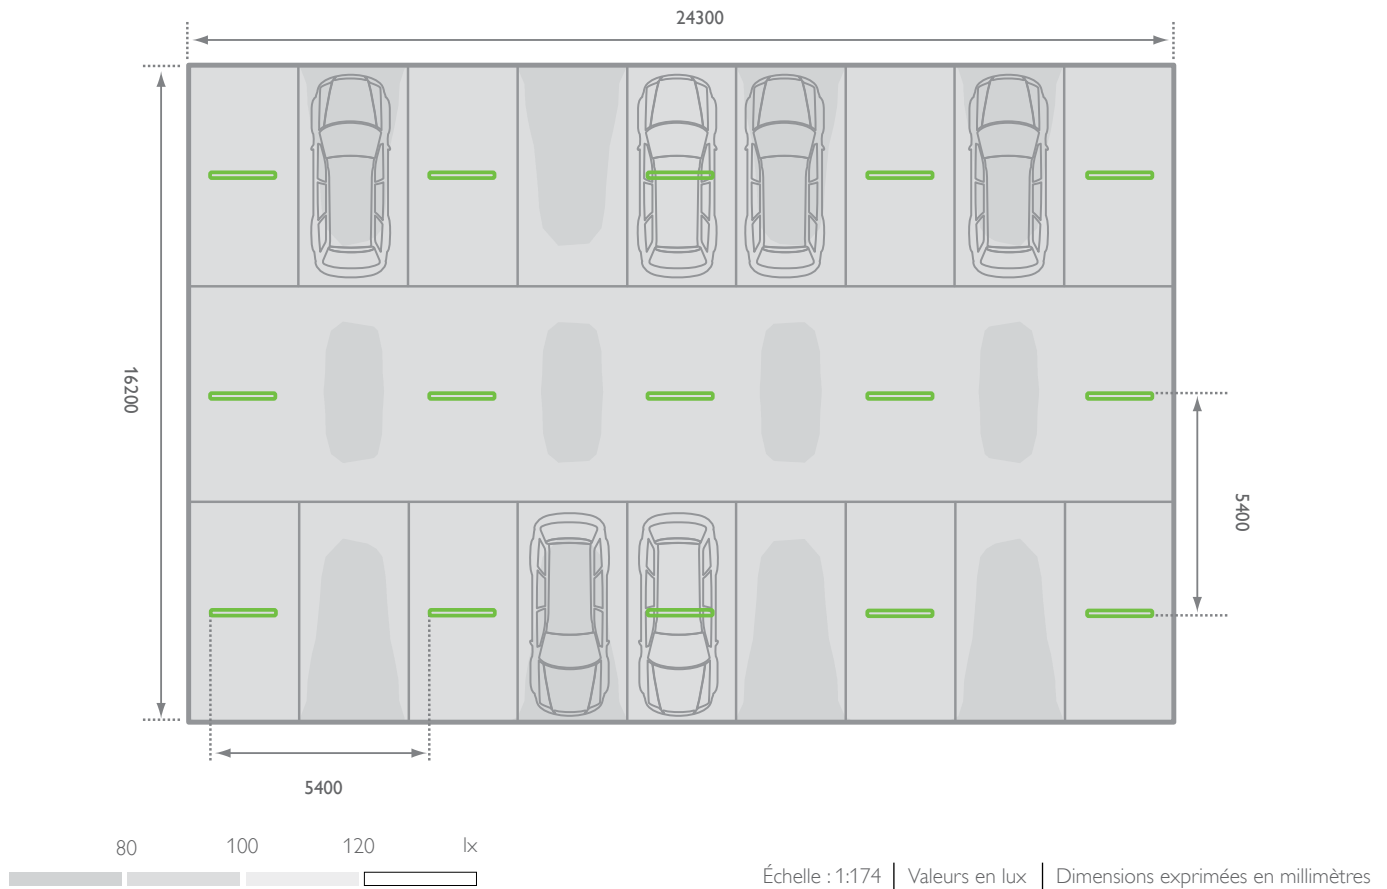 24300
16200
5400
5400
80 100 120 lx
Échelle : 1:174 | Valeurs en lux | Dimensions exprimées en millimètres